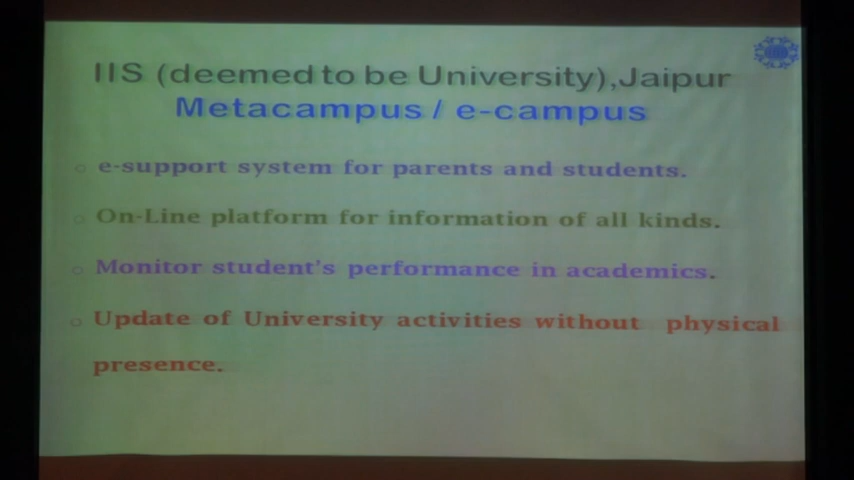 IIS (deemed to be University),Jaipur
Metacampus / e-campus
e-support system for parents and students.
On-Line platform for information of all kinds.
Monitor student's performance in academics.
Update of University activities without physical
presence.